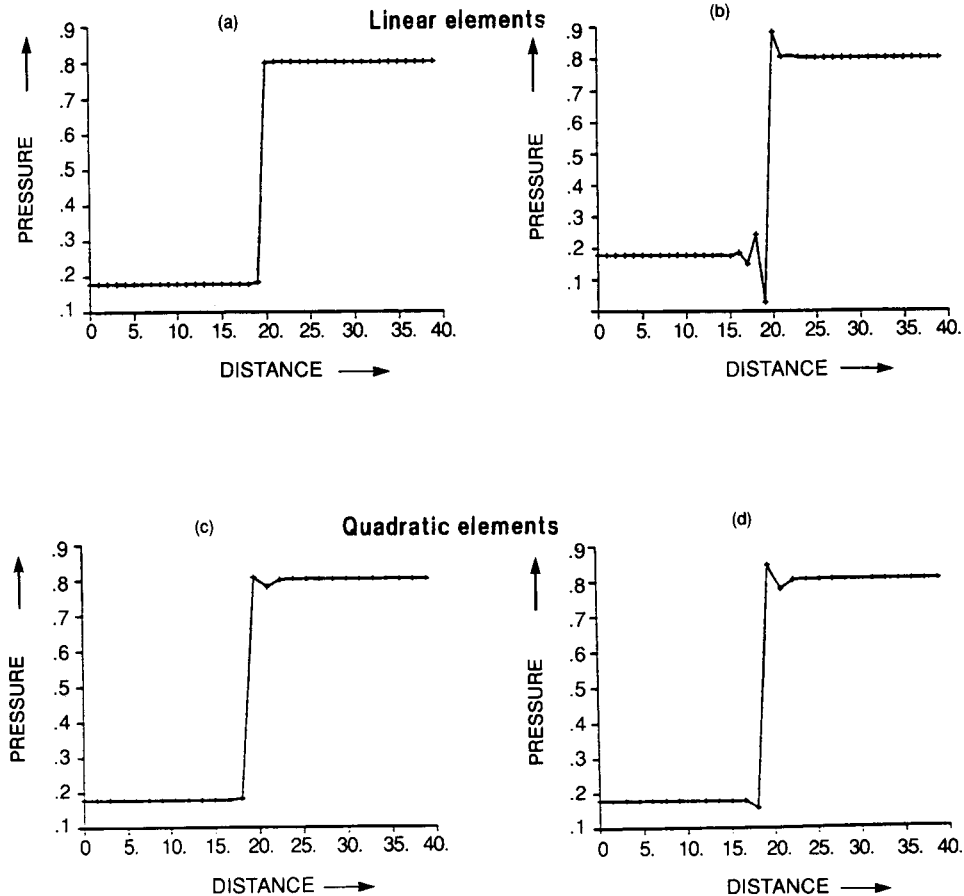 Linear elements
(a)
.9
.8
.7
.6
.5
.4
.3
.2
.1
PRESSURE
0 5. 10. 15. 20. 25. 30. 35. 40.
DISTANCE
(b)
.9
.8
.7
.6
.5
.4
.3
.2
.1
PRESSURE
0 5. 10. 15. 20. 25. 30. 35. 40.
DISTANCE
Quadratic elements
(c)
.9
.8
.7
.6
.5
.4
.3
.2
.1
PRESSURE
0 5. 10. 15. 20. 25. 30. 35. 40.
DISTANCE
(d)
.9
.8
.7
.6
.5
.4
.3
.2
.1
PRESSURE
0 5. 10. 15. 20. 25. 30. 35. 40.
DISTANCE